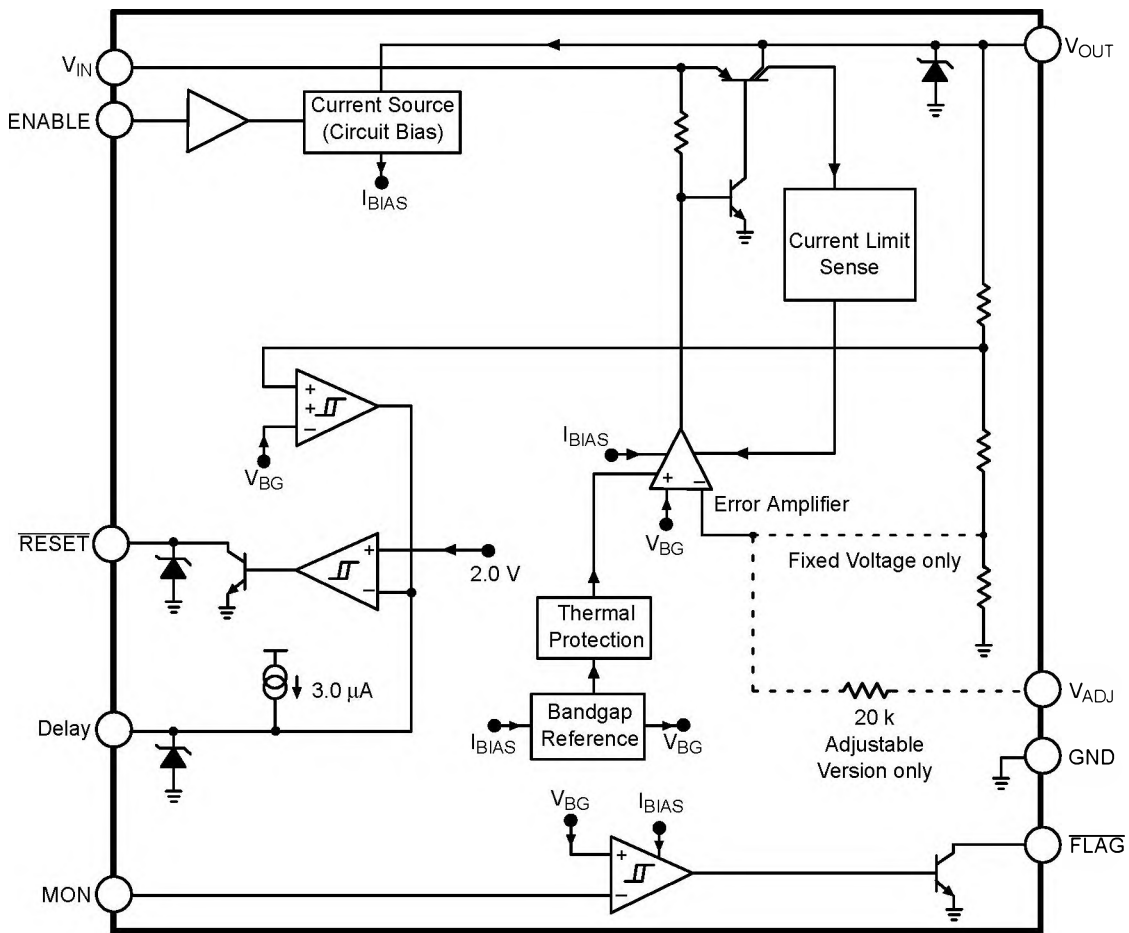 VIN
VOUT
ENABLE
Current Source
(Circuit Bias)
IBIAS
Current Limit
Sense
+
+
−
VBG
IBIAS
+
−
Error Amplifier
VBG
RESET
+
−
2.0 V
Fixed Voltage only
Thermal
Protection
3.0 μA
VADJ
20 k
Adjustable
Version only
Delay
Bandgap
Reference
IBIAS
VBG
GND
VBG
IBIAS
+
−
FLAG
MON